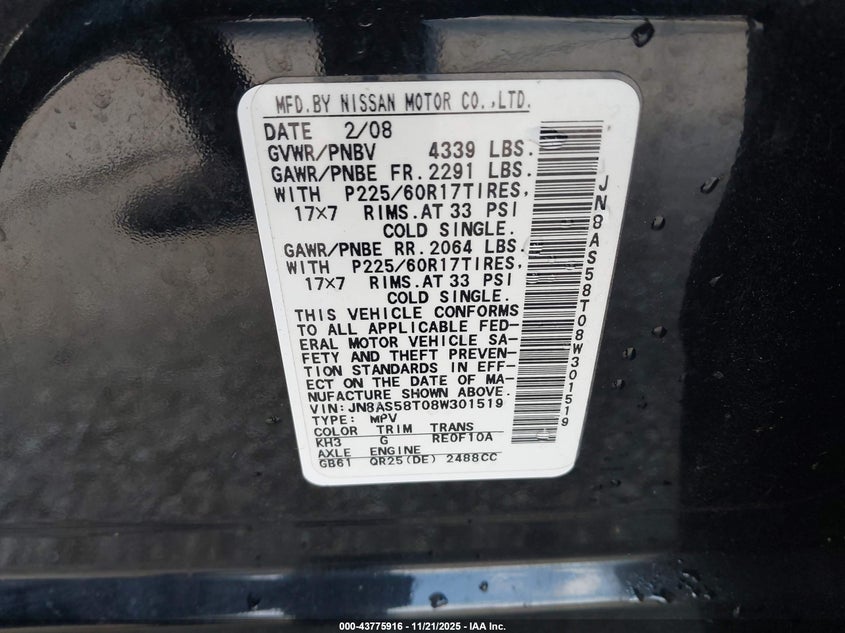 MFD.BY NISSAN MOTOR CO.,LTD.
DATE 2/08
GVWR/PNBV 4339 LBS.
GAWR/PNBE FR.2291 LBS.
WITH P225/60R17TIRES,
17×7 RIMS.AT 33 PSI
COLD SINGLE.
GAWR/PNBE RR.2064 LBS.
WITH P225/60R17TIRES,
17×7 RIMS.AT 33 PSI
COLD SINGLE.
THIS VEHICLE CONFORMS
TO ALL APPLICABLE FED-
ERAL MOTOR VEHICLE SA-
FETY AND THEFT PREVEN-
TION STANDARDS IN EFF-
ECT ON THE DATE OF MA-
NUFACTURE SHOWN ABOVE.
VIN:JN8AS58T08W301519
TYPE: MPV
COLOR TRIM TRANS
KH3 G RE0F10A
AXLE ENGINE
GB61 QR25(DE) 2488CC
JN8AS58T08W301519
000-43775916 - 11/21/2025 - IAA Inc.